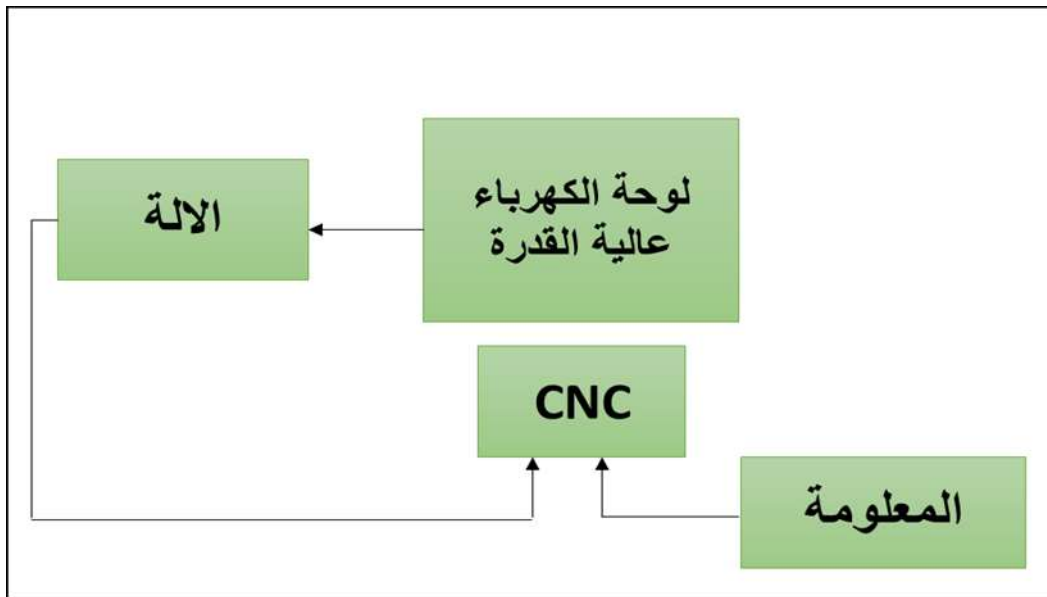 لوحة الكهرباء
عالية القدرة
الالة
CNC
المعلومة